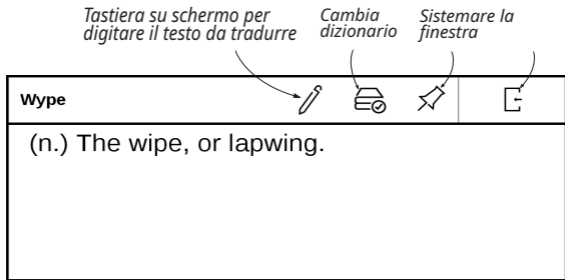 Tastiera su schermo per
digitare il testo da tradurre
Cambia
dizionario
Sistemare la
finestra
Wype
(n.) The wipe, or lapwing.